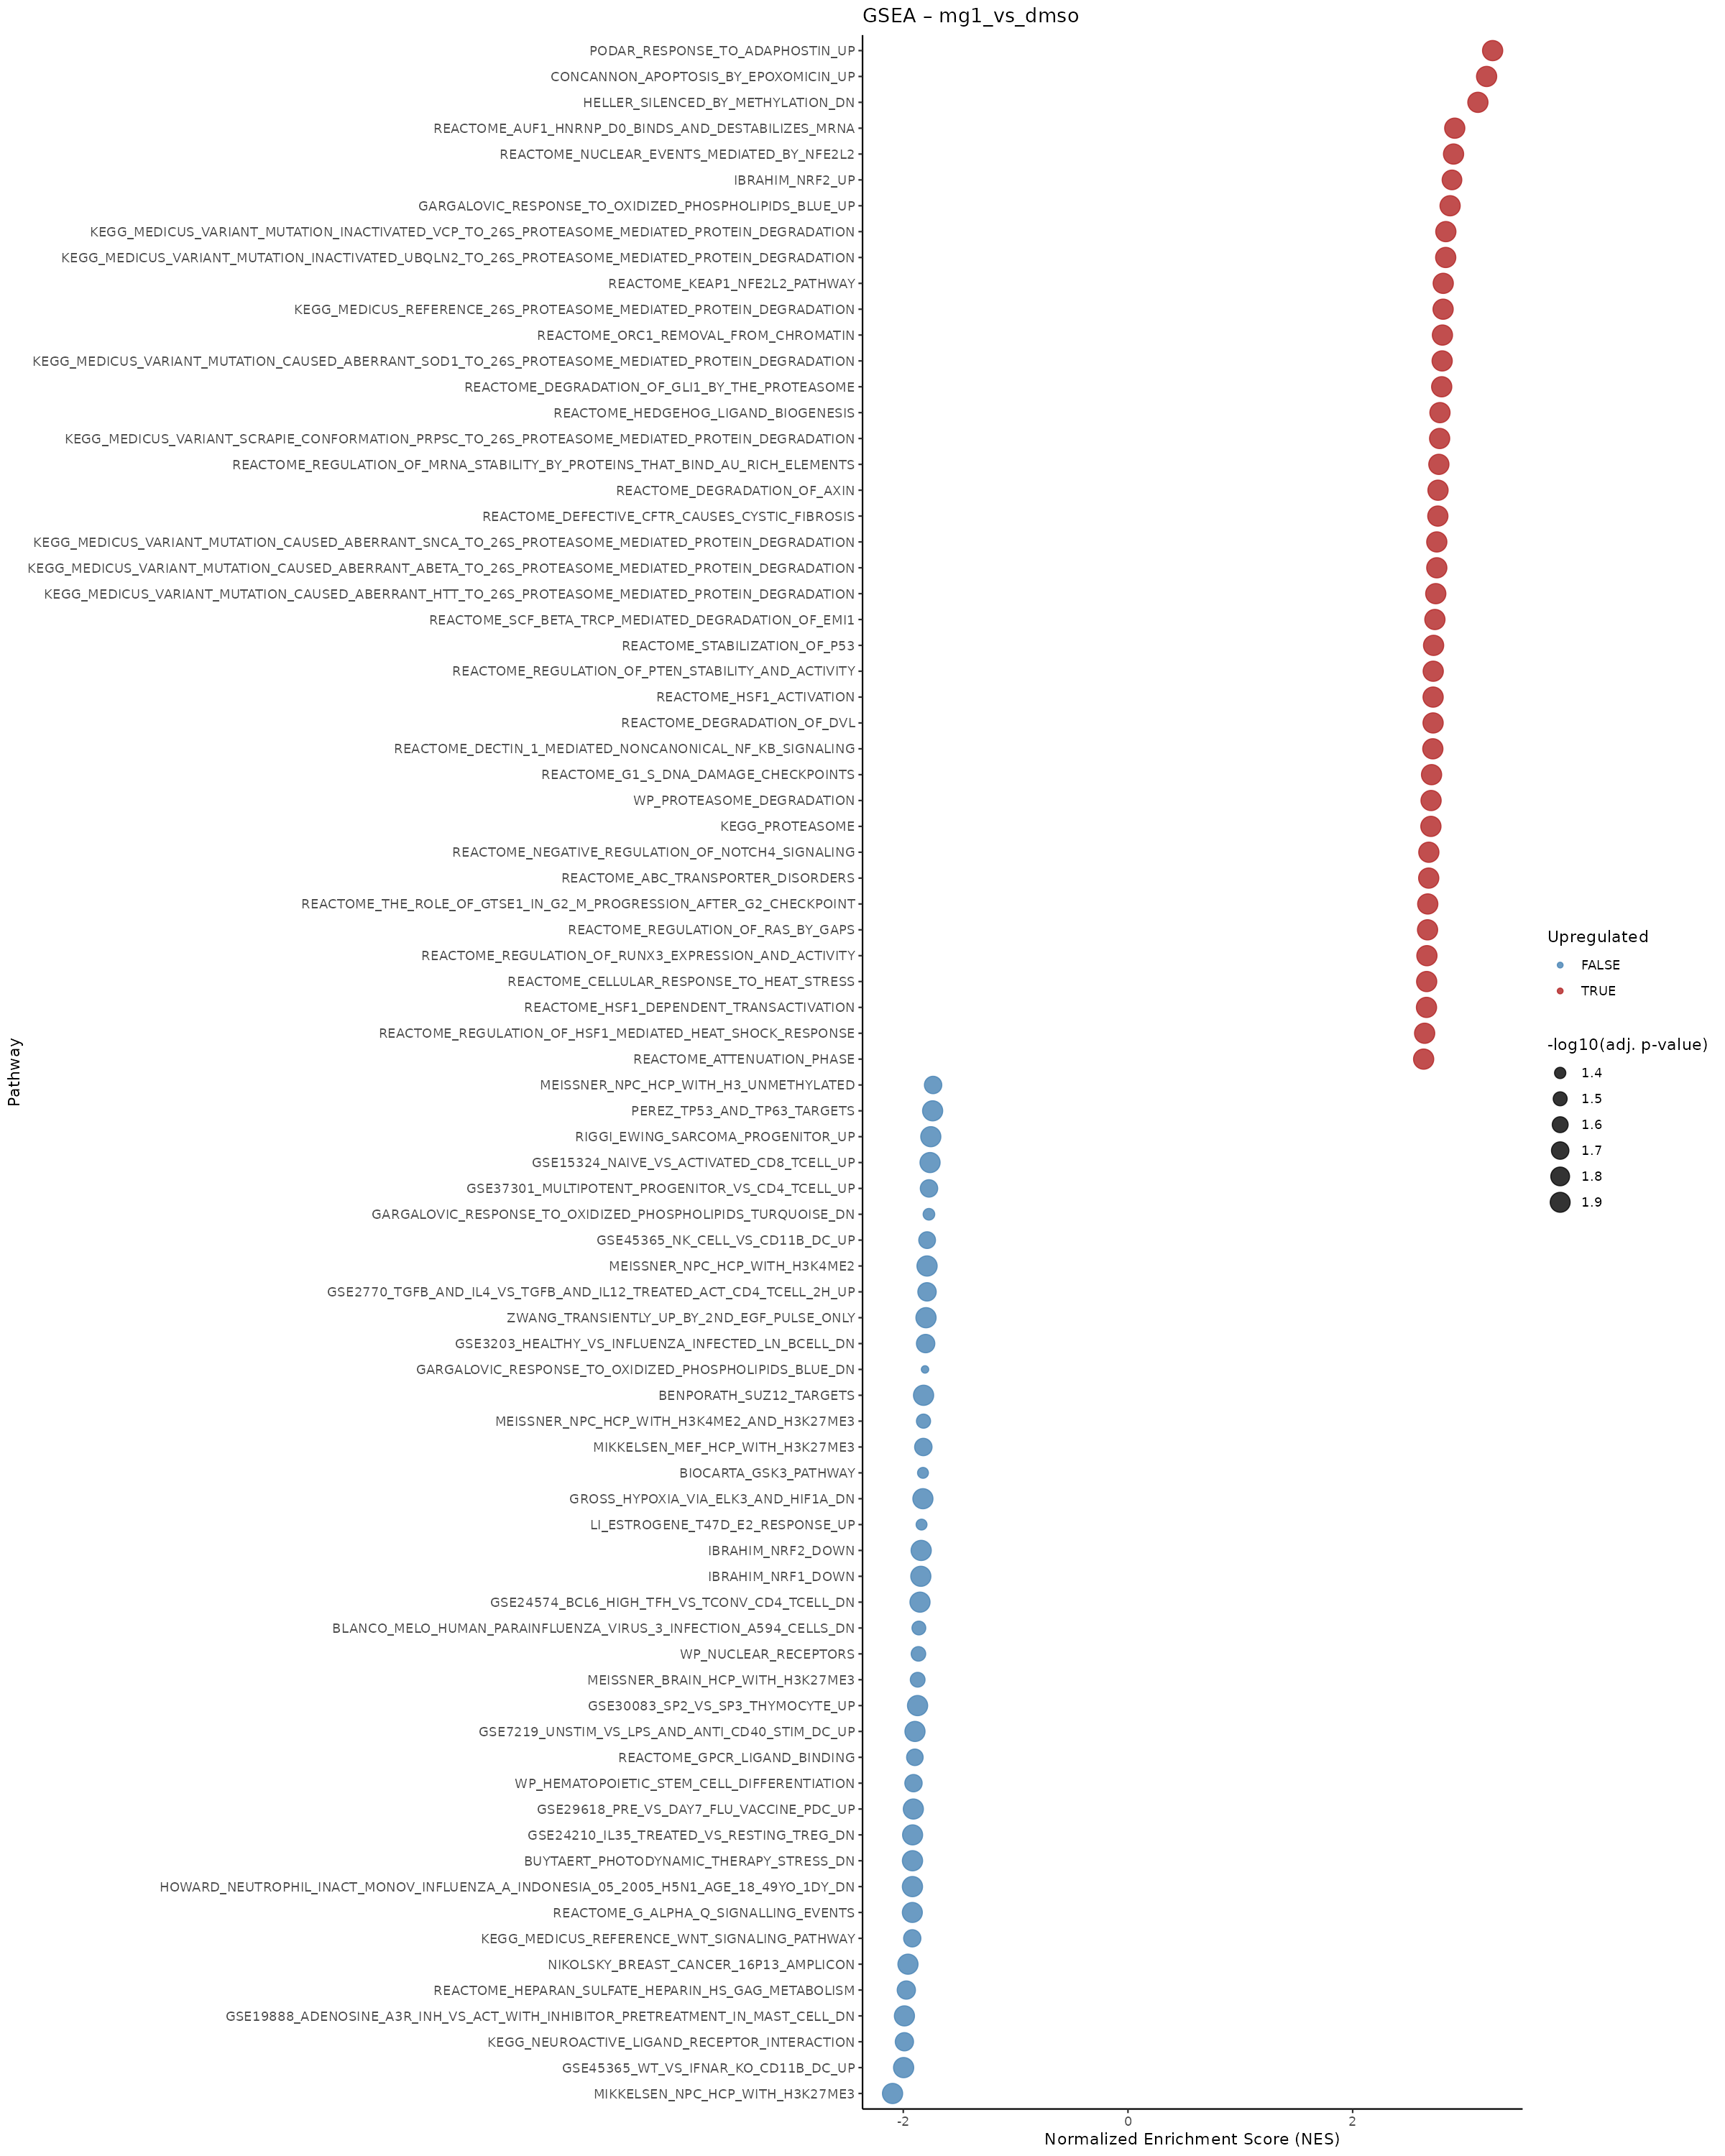 GSEA – mg1_vs_dmso
PODAR_RESPONSE_TO_ADAPHOSTIN_UP
CONCANNON_APOPTOSIS_BY_EPOXOMICIN_UP
HELLER_SILENCED_BY_METHYLATION_DN
REACTOME_AUF1_HNRNP_D0_BINDS_AND_DESTABILIZES_MRNA
REACTOME_NUCLEAR_EVENTS_MEDIATED_BY_NFE2L2
IBRAHIM_NRF2_UP
GARGALOVIC_RESPONSE_TO_OXIDIZED_PHOSPHOLIPIDS_BLUE_UP
KEGG_MEDICUS_VARIANT_MUTATION_INACTIVATED_VCP_TO_26S_PROTEASOME_MEDIATED_PROTEIN_DEGRADATION
KEGG_MEDICUS_VARIANT_MUTATION_INACTIVATED_UBQLN2_TO_26S_PROTEASOME_MEDIATED_PROTEIN_DEGRADATION
REACTOME_KEAP1_NFE2L2_PATHWAY
KEGG_MEDICUS_REFERENCE_26S_PROTEASOME_MEDIATED_PROTEIN_DEGRADATION
REACTOME_ORC1_REMOVAL_FROM_CHROMATIN
KEGG_MEDICUS_VARIANT_MUTATION_CAUSED_ABERRANT_SOD1_TO_26S_PROTEASOME_MEDIATED_PROTEIN_DEGRADATION
REACTOME_DEGRADATION_OF_GLI1_BY_THE_PROTEASOME
REACTOME_HEDGEHOG_LIGAND_BIOGENESIS
KEGG_MEDICUS_VARIANT_SCRAPIE_CONFORMATION_PRPSC_TO_26S_PROTEASOME_MEDIATED_PROTEIN_DEGRADATION
REACTOME_REGULATION_OF_MRNA_STABILITY_BY_PROTEINS_THAT_BIND_AU_RICH_ELEMENTS
REACTOME_DEGRADATION_OF_AXIN
REACTOME_DEFECTIVE_CFTR_CAUSES_CYSTIC_FIBROSIS
KEGG_MEDICUS_VARIANT_MUTATION_CAUSED_ABERRANT_SNCA_TO_26S_PROTEASOME_MEDIATED_PROTEIN_DEGRADATION
KEGG_MEDICUS_VARIANT_MUTATION_CAUSED_ABERRANT_ABETA_TO_26S_PROTEASOME_MEDIATED_PROTEIN_DEGRADATION
KEGG_MEDICUS_VARIANT_MUTATION_CAUSED_ABERRANT_HTT_TO_26S_PROTEASOME_MEDIATED_PROTEIN_DEGRADATION
REACTOME_SCF_BETA_TRCP_MEDIATED_DEGRADATION_OF_EMI1
REACTOME_STABILIZATION_OF_P53
REACTOME_REGULATION_OF_PTEN_STABILITY_AND_ACTIVITY
REACTOME_HSF1_ACTIVATION
REACTOME_DEGRADATION_OF_DVL
REACTOME_DECTIN_1_MEDIATED_NONCANONICAL_NF_KB_SIGNALING
REACTOME_G1_S_DNA_DAMAGE_CHECKPOINTS
WP_PROTEASOME_DEGRADATION
KEGG_PROTEASOME
REACTOME_NEGATIVE_REGULATION_OF_NOTCH4_SIGNALING
REACTOME_ABC_TRANSPORTER_DISORDERS
REACTOME_THE_ROLE_OF_GTSE1_IN_G2_M_PROGRESSION_AFTER_G2_CHECKPOINT
REACTOME_REGULATION_OF_RAS_BY_GAPS
REACTOME_REGULATION_OF_RUNX3_EXPRESSION_AND_ACTIVITY
REACTOME_CELLULAR_RESPONSE_TO_HEAT_STRESS
REACTOME_HSF1_DEPENDENT_TRANSACTIVATION
REACTOME_REGULATION_OF_HSF1_MEDIATED_HEAT_SHOCK_RESPONSE
REACTOME_ATTENUATION_PHASE
MEISSNER_NPC_HCP_WITH_H3_UNMETHYLATED
PEREZ_TP53_AND_TP63_TARGETS
RIGGI_EWING_SARCOMA_PROGENITOR_UP
GSE15324_NAIVE_VS_ACTIVATED_CD8_TCELL_UP
GSE37301_MULTIPOTENT_PROGENITOR_VS_CD4_TCELL_UP
GARGALOVIC_RESPONSE_TO_OXIDIZED_PHOSPHOLIPIDS_TURQUOISE_DN
GSE45365_NK_CELL_VS_CD11B_DC_UP
MEISSNER_NPC_HCP_WITH_H3K4ME2
GSE2770_TGFB_AND_IL4_VS_TGFB_AND_IL12_TREATED_ACT_CD4_TCELL_2H_UP
ZWANG_TRANSIENTLY_UP_BY_2ND_EGF_PULSE_ONLY
GSE3203_HEALTHY_VS_INFLUENZA_INFECTED_LN_BCELL_DN
GARGALOVIC_RESPONSE_TO_OXIDIZED_PHOSPHOLIPIDS_BLUE_DN
BENPORATH_SUZ12_TARGETS
MEISSNER_NPC_HCP_WITH_H3K4ME2_AND_H3K27ME3
MIKKELSEN_MEF_HCP_WITH_H3K27ME3
BIOCARTA_GSK3_PATHWAY
GROSS_HYPOXIA_VIA_ELK3_AND_HIF1A_DN
LI_ESTROGENE_T47D_E2_RESPONSE_UP
IBRAHIM_NRF2_DOWN
IBRAHIM_NRF1_DOWN
GSE24574_BCL6_HIGH_TFH_VS_TCONV_CD4_TCELL_DN
BLANCO_MELO_HUMAN_PARAINFLUENZA_VIRUS_3_INFECTION_A594_CELLS_DN
WP_NUCLEAR_RECEPTORS
MEISSNER_BRAIN_HCP_WITH_H3K27ME3
GSE30083_SP2_VS_SP3_THYMOCYTE_UP
GSE7219_UNSTIM_VS_LPS_AND_ANTI_CD40_STIM_DC_UP
REACTOME_GPCR_LIGAND_BINDING
WP_HEMATOPOIETIC_STEM_CELL_DIFFERENTIATION
GSE29618_PRE_VS_DAY7_FLU_VACCINE_PDC_UP
GSE24210_IL35_TREATED_VS_RESTING_TREG_DN
BUYTAERT_PHOTODYNAMIC_THERAPY_STRESS_DN
HOWARD_NEUTROPHIL_INACT_MONOV_INFLUENZA_A_INDONESIA_05_2005_H5N1_AGE_18_49YO_1DY_DN
REACTOME_G_ALPHA_Q_SIGNALLING_EVENTS
KEGG_MEDICUS_REFERENCE_WNT_SIGNALING_PATHWAY
NIKOLSKY_BREAST_CANCER_16P13_AMPLICON
REACTOME_HEPARAN_SULFATE_HEPARIN_HS_GAG_METABOLISM
GSE19888_ADENOSINE_A3R_INH_VS_ACT_WITH_INHIBITOR_PRETREATMENT_IN_MAST_CELL_DN
KEGG_NEUROACTIVE_LIGAND_RECEPTOR_INTERACTION
GSE45365_WT_VS_IFNAR_KO_CD11B_DC_UP
MIKKELSEN_NPC_HCP_WITH_H3K27ME3
Pathway
-2 0 2
Normalized Enrichment Score (NES)
Upregulated
FALSE
TRUE
-log10(adj. p-value)
1.4
1.5
1.6
1.7
1.8
1.9